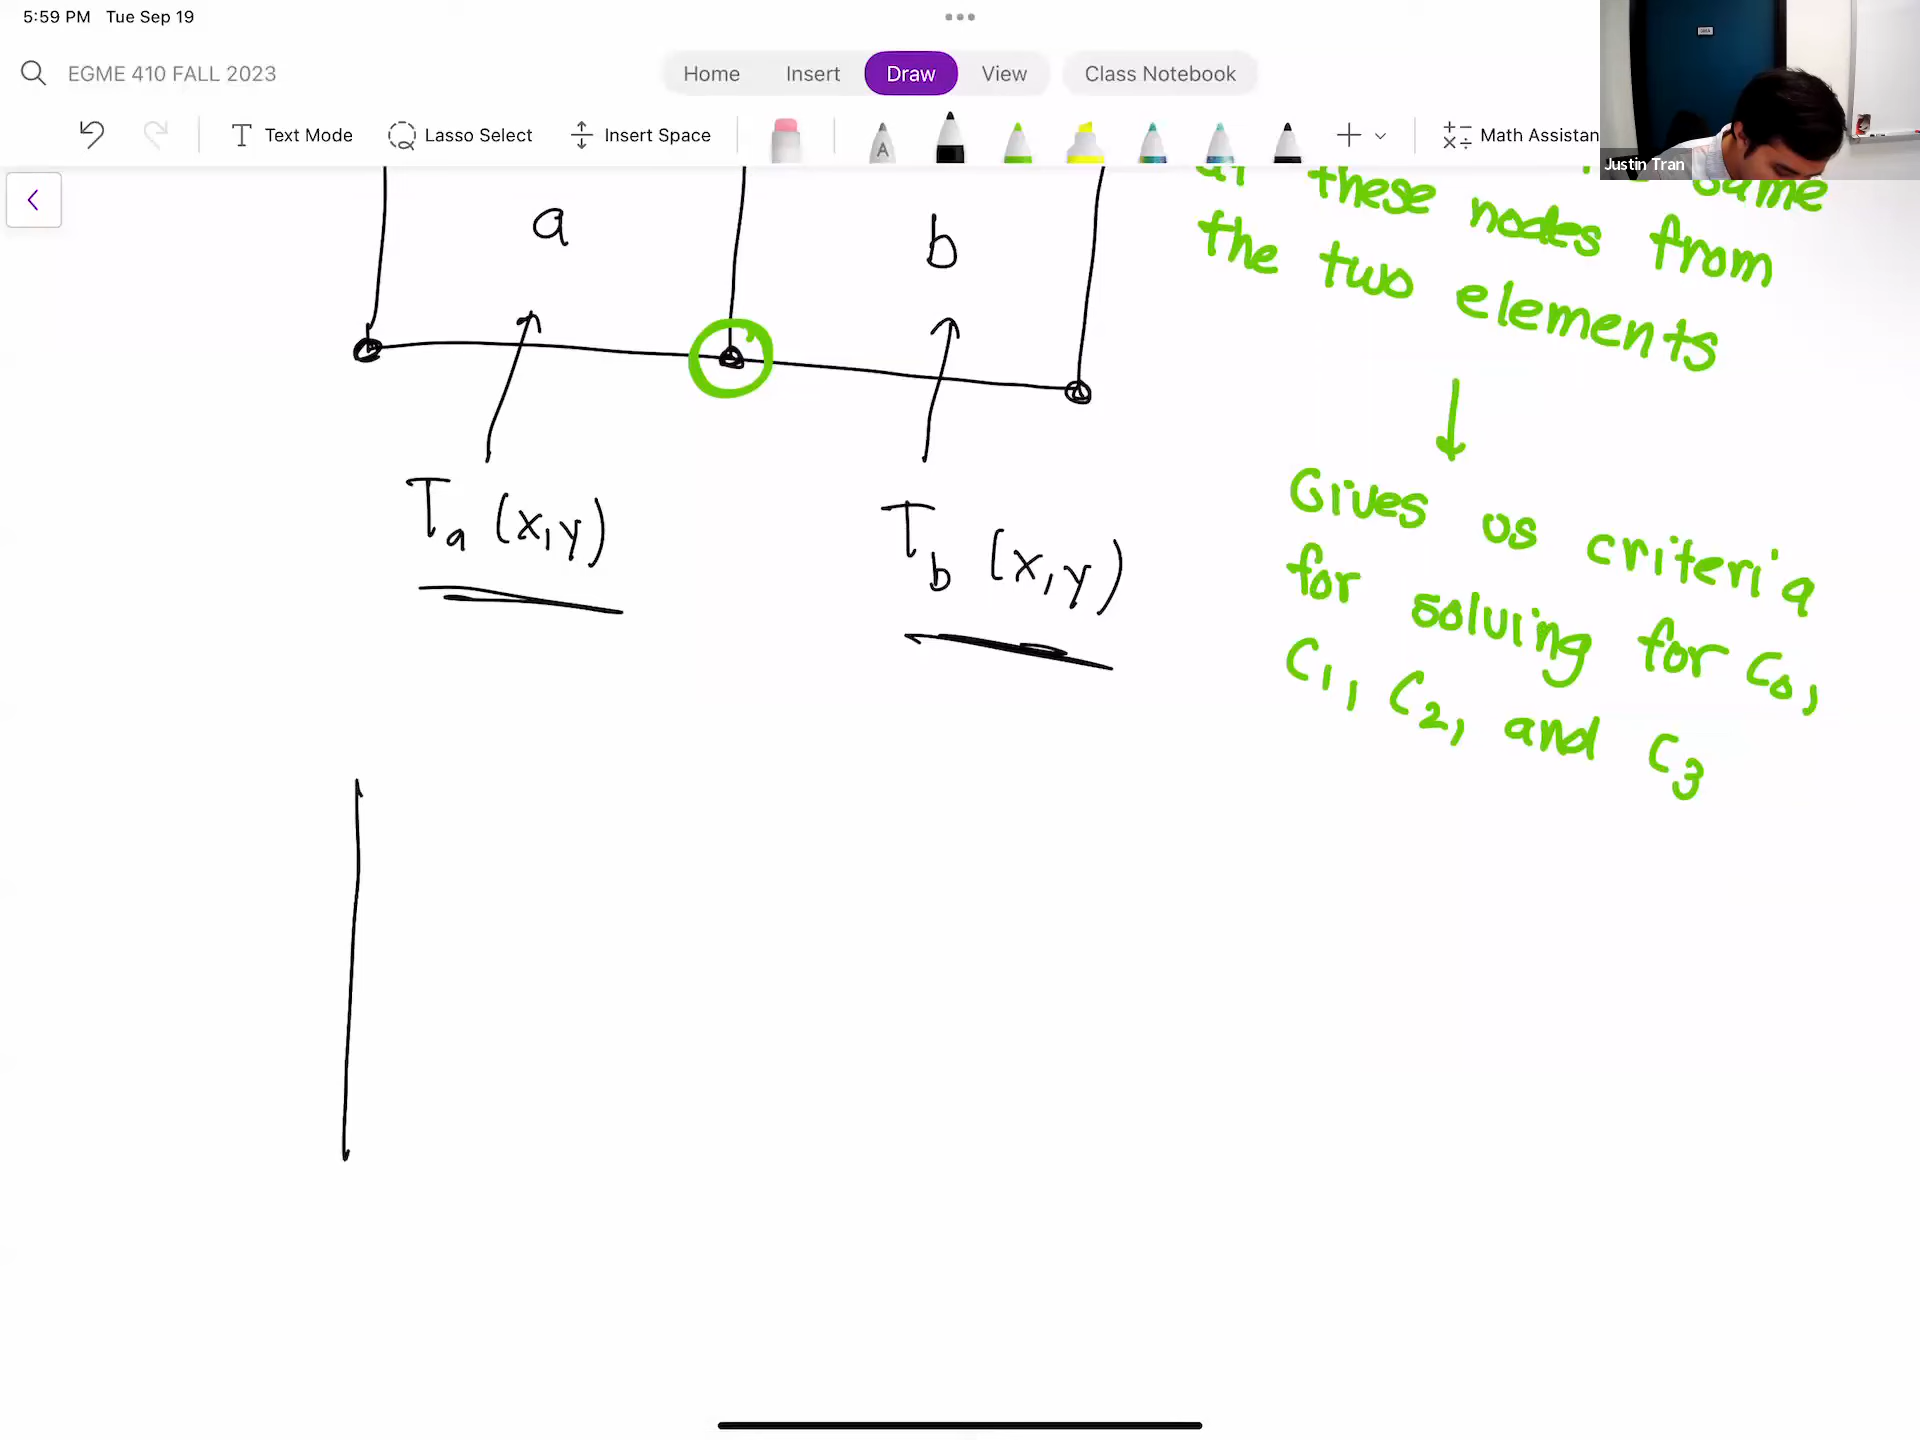 5:59 PM Tue Sep 19
EGME 410 FALL 2023
Home Insert Draw View Class Notebook
Text Mode Lasso Select Insert Space A Math Assistan
Justin Tran
a
b
same
these nodes from
the two elements
Gives us criteria
for solving for C₀,
C₁, C₂, and C₃
Tₐ (x,y)
T_b (x,y)